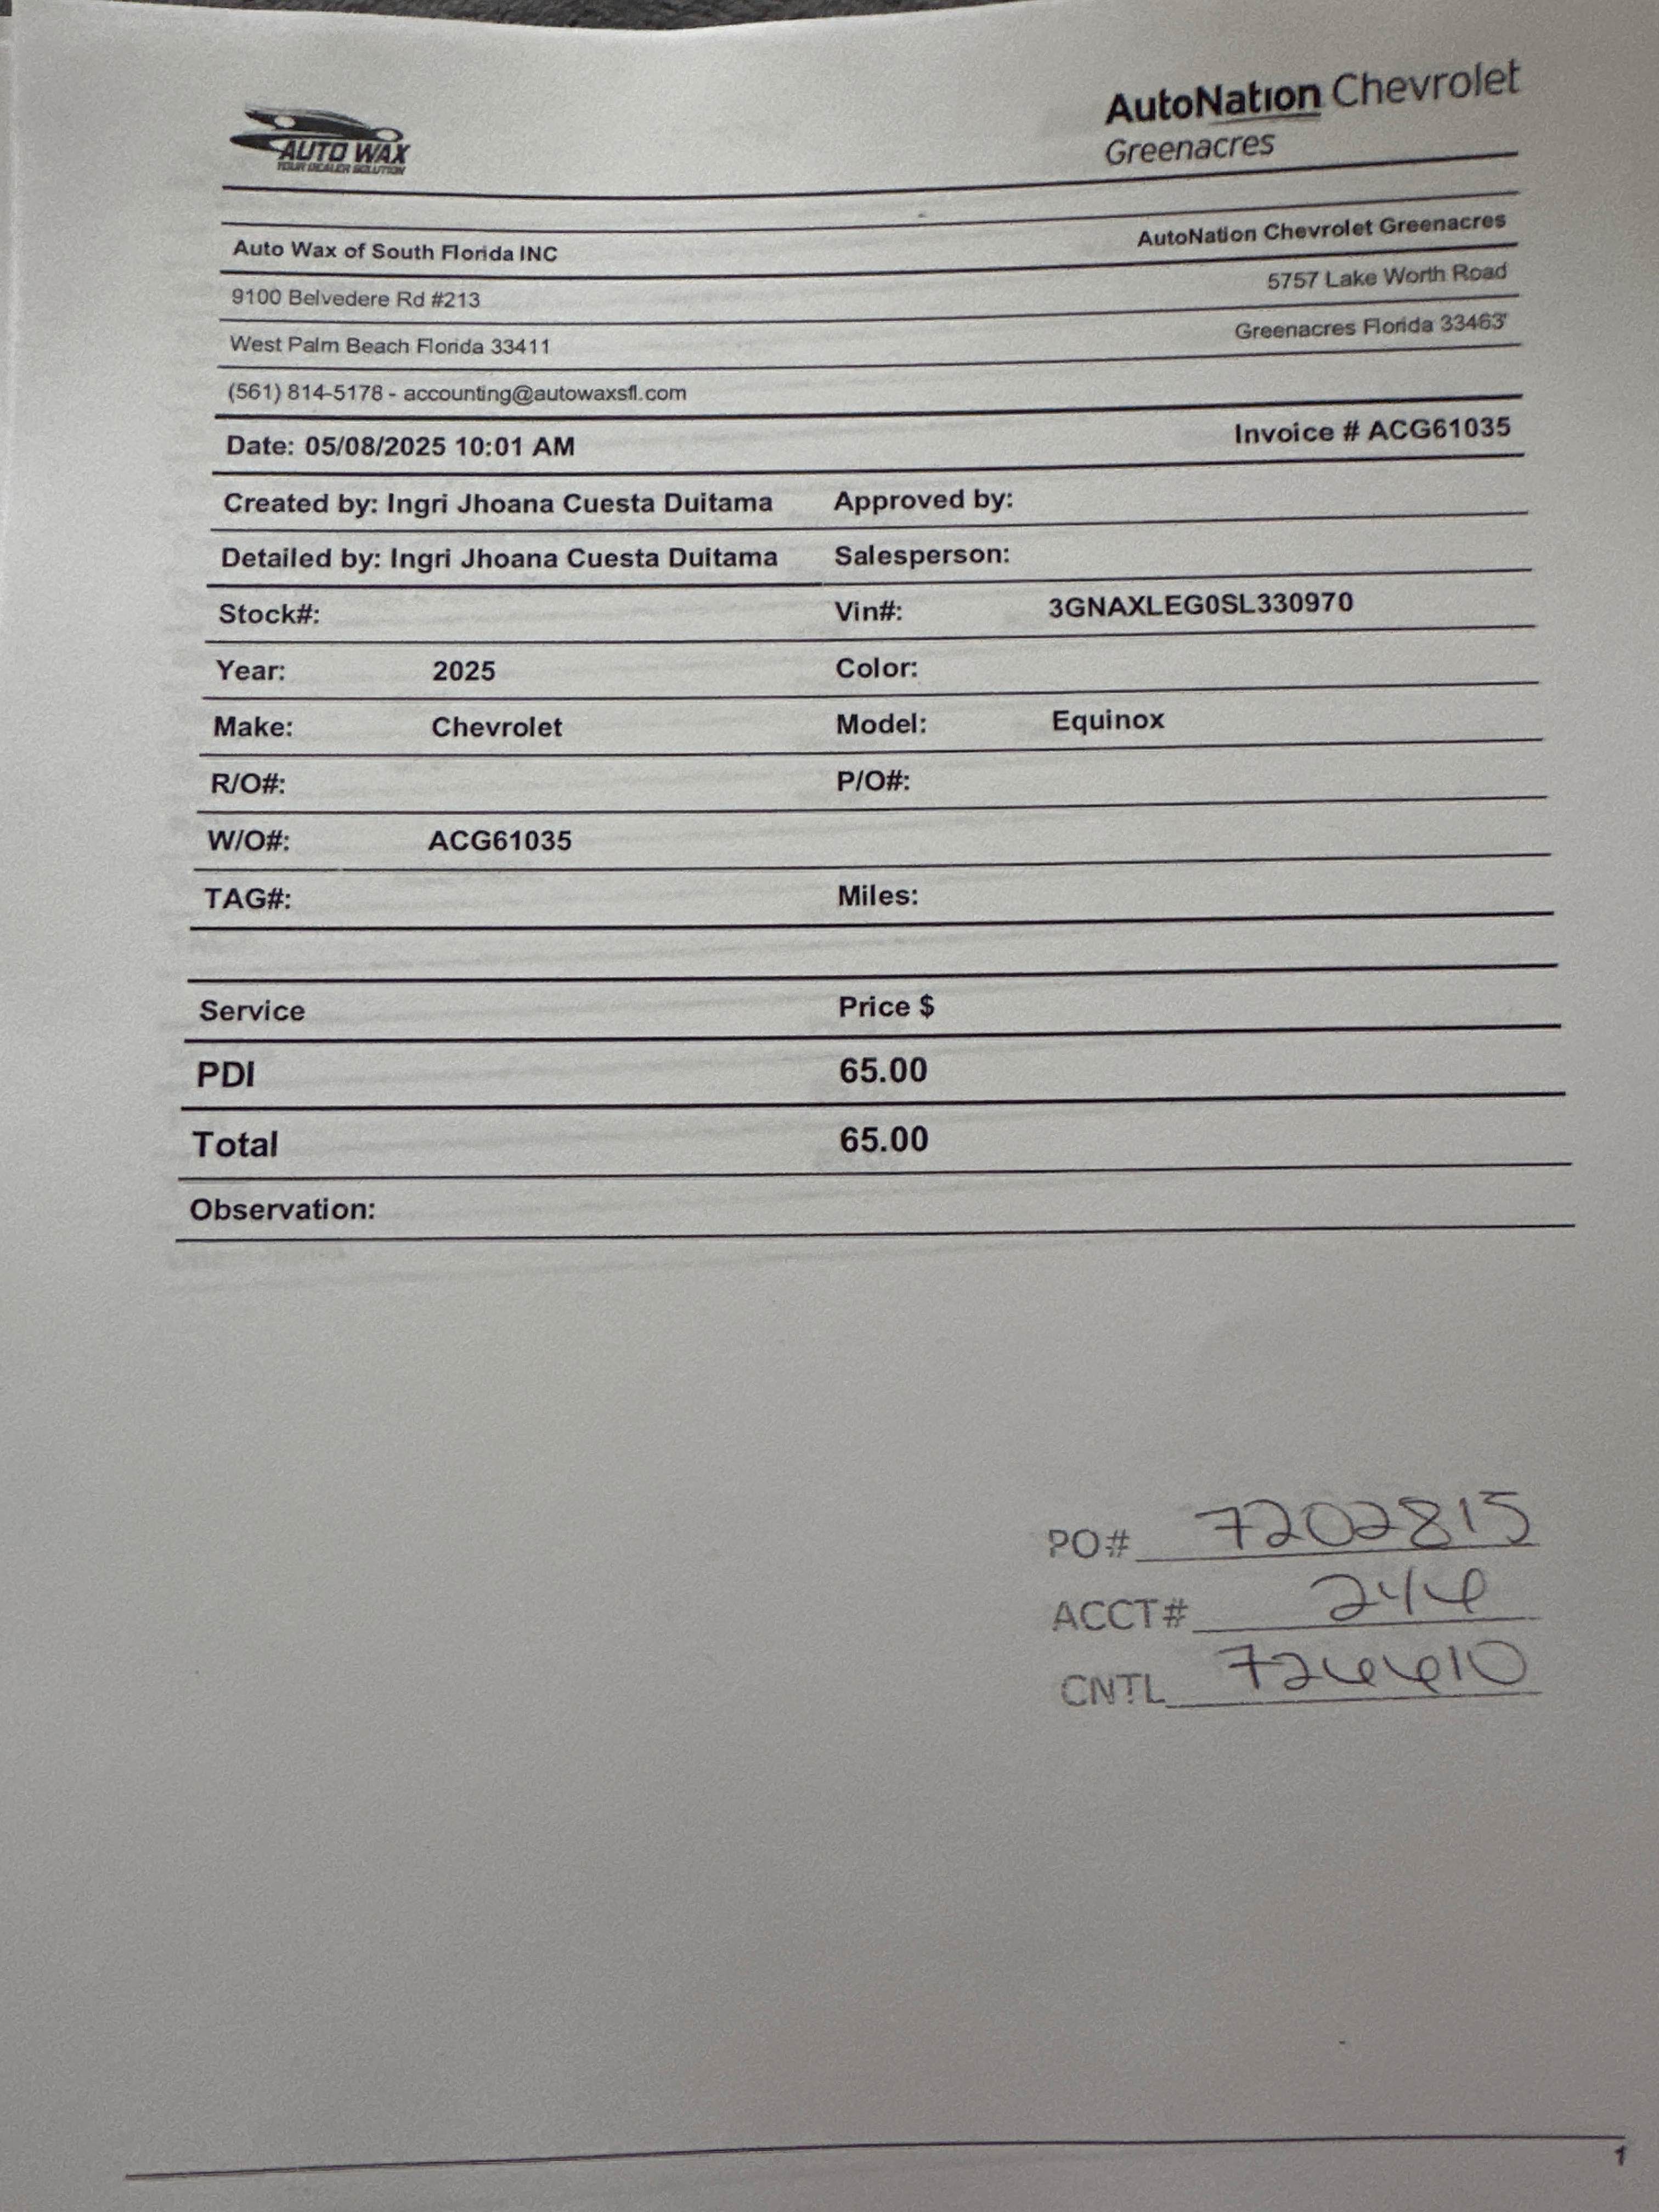 AUTO WAX
YOUR DEALER SOLUTION
AutoNation Chevrolet
Greenacres
Auto Wax of South Florida INC
AutoNation Chevrolet Greenacres
9100 Belvedere Rd #213
5757 Lake Worth Road
West Palm Beach Florida 33411
Greenacres Florida 33463
(561) 814-5178 - accounting@autowaxsfl.com
Date: 05/08/2025 10:01 AM
Invoice # ACG61035
Created by: Ingri Jhoana Cuesta Duitama Approved by:
Detailed by: Ingri Jhoana Cuesta Duitama Salesperson:
Stock#: Vin#: 3GNAXLEG0SL330970
Year: 2025 Color:
Make: Chevrolet Model: Equinox
R/O#: P/O#:
W/O#: ACG61035
TAG#: Miles:
Service Price $
PDI 65.00
Total 65.00
Observation:
PO# 7202815
ACCT# 246
CNTL 726610
1